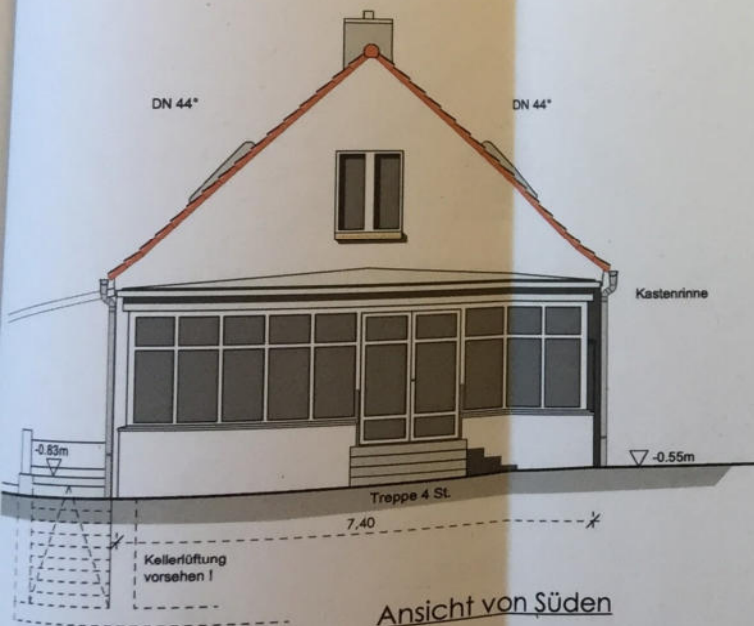 DN 44°
DN 44°
Kastenrinne
-0.83m
-0.55m
Treppe 4 St.
7,40
Kellerlüftung
vorsehen !
Ansicht von Süden